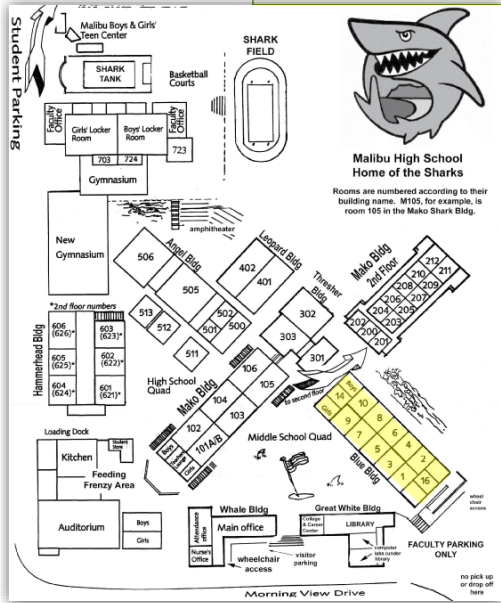 Student Parking
Malibu Boys & Girls'
Teen Center
SHARK
TANK
SHARK
FIELD
Basketball
Courts
Faculty
Office
Girls' Locker
Room
Boys' Locker
Room
Faculty
Office
723
703
724
Gymnasium
Malibu High School
Home of the Sharks
Rooms are numbered according to their
building name. M105, for example, is
room 105 in the Mako Shark Bldg.
New
Gymnasium
amphitheater
Angel Bldg
506
505
502
501
500
513
512
511
Leopard Bldg
402
401
Thresher
Bldg
302
303
301
Mako Bldg
2nd Floor
212
211
210
209
208
207
206
205
204
203
202
200
201
*2nd floor numbers
Hammerhead Bldg
606
(626)*
603
(623)*
605
(625)*
602
(622)*
604
(624)*
601
(621)*
High School
Quad
Mako Bldg
106
105
104
103
102
101A/B
Boys
Teacher
Lounge
Girls
to second floor
Middle School Quad
Blue Bldg
Boys
14
10
Girls
9
8
7
6
5
4
3
2
1
16
wheel
chair
access
Loading Dock
Kitchen
Student
Store
Feeding
Frenzy Area
Auditorium
Boys
Girls
Whale Bldg
Attendance
office
Main office
Nurse's
Office
wheelchair
access
visitor
parking
Great White Bldg
College
& Career
Center
LIBRARY
computer
labs (under
library)
FACULTY PARKING
ONLY
no pick up
or drop off
here
Morning View Drive